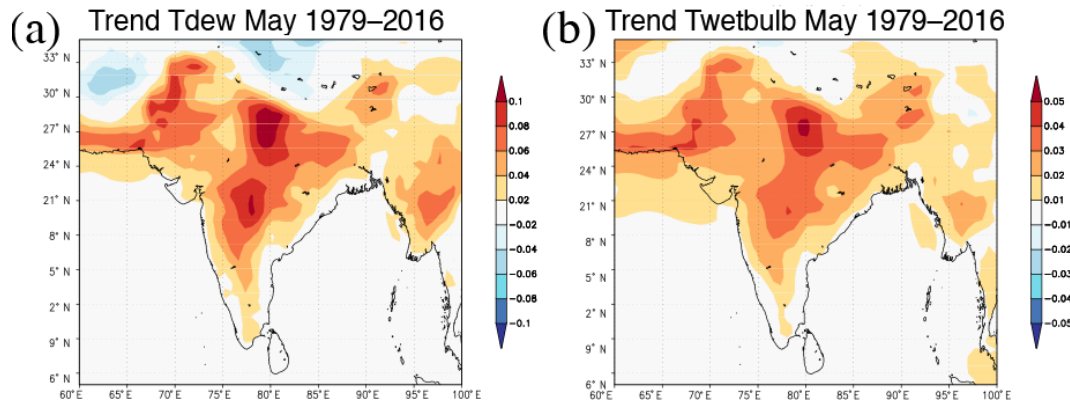 (a)
Trend Tdew May 1979–2016
33° N
30° N
27° N
24° N
21° N
8° N
5° N
2° N
9° N
6° N
60° E 65° E 70° E 75° E 80° E 85° E 90° E 95° E 100° E
0.1
0.08
0.06
0.04
0.02
−0.02
−0.04
−0.06
−0.08
−0.1
(b)
Trend Twetbulb May 1979–2016
33° N
30° N
27° N
24° N
21° N
8° N
5° N
2° N
9° N
6° N
60° E 65° E 70° E 75° E 80° E 85° E 90° E 95° E 100° E
0.05
0.04
0.03
0.02
0.01
−0.01
−0.02
−0.03
−0.04
−0.05